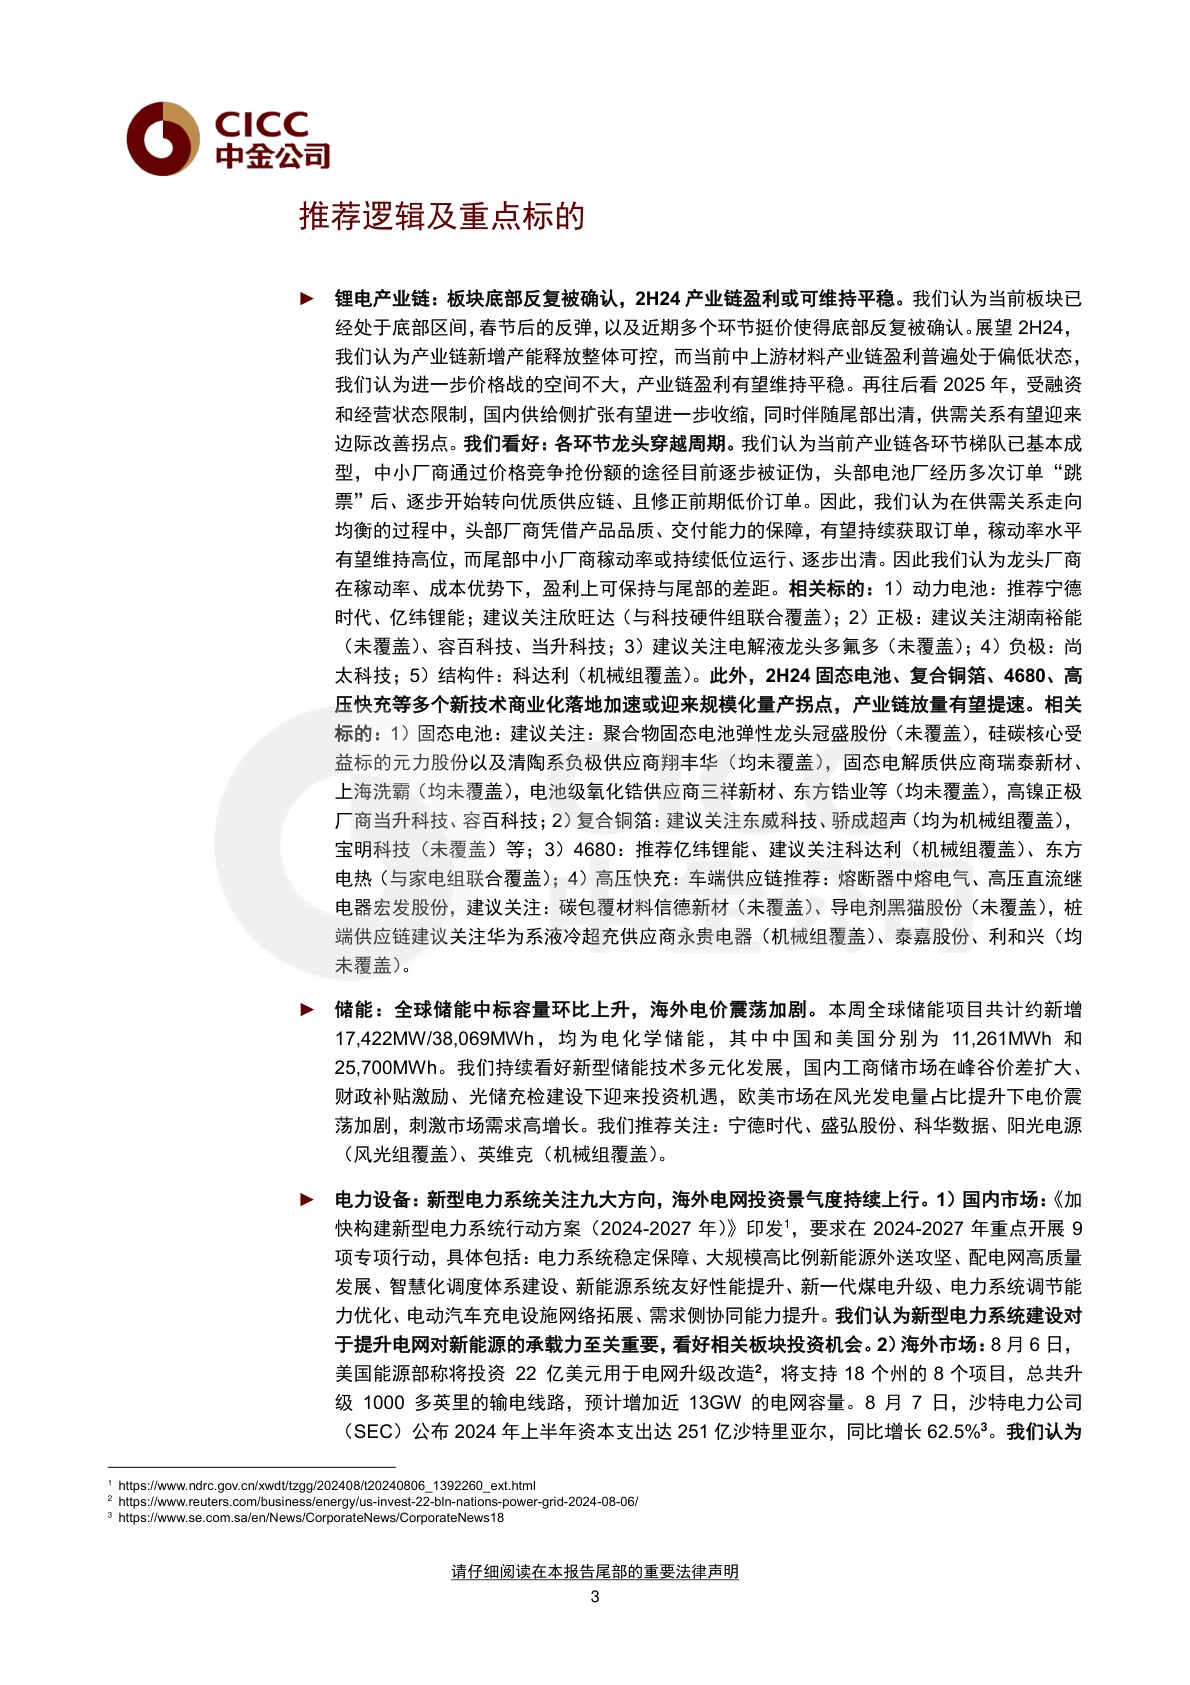 CICC
中金公司
推荐逻辑及重点标的
► 锂电产业链：板块底部反复被确认，2H24 产业链盈利或可维持平稳。我们认为当前板块已
经处于底部区间，春节后的反弹，以及近期多个环节挺价使得底部反复被确认。展望 2H24，
我们认为产业链新增产能释放整体可控，而当前中上游材料产业链盈利普遍处于偏低状态，
我们认为进一步价格战的空间不大，产业链盈利有望维持平稳。再往后看 2025 年，受融资
和经营状态限制，国内供给侧扩张有望进一步收缩，同时伴随尾部出清，供需关系有望迎来
边际改善拐点。我们看好：各环节龙头穿越周期。我们认为当前产业链各环节梯队已基本成
型，中小厂商通过价格竞争抢份额的途径目前逐步被证伪，头部电池厂经历多次订单“跳
票”后、逐步开始转向优质供应链、且修正前期低价订单。因此，我们认为在供需关系走向
均衡的过程中，头部厂商凭借产品品质、交付能力的保障，有望持续获取订单，稼动率水平
有望维持高位，而尾部中小厂商稼动率或持续低位运行、逐步出清。因此我们认为龙头厂商
在稼动率、成本优势下，盈利上可保持与尾部的差距。相关标的：1）动力电池：推荐宁德
时代、亿纬锂能；建议关注欣旺达（与科技硬件组联合覆盖）；2）正极：建议关注湖南裕能
（未覆盖）、容百科技、当升科技；3）建议关注电解液龙头多氟多（未覆盖）；4）负极：尚
太科技；5）结构件：科达利（机械组覆盖）。此外，2H24 固态电池、复合铜箔、4680、高
压快充等多个新技术商业化落地加速或迎来规模化量产拐点，产业链放量有望提速。相关
标的：1）固态电池：建议关注：聚合物固态电池弹性龙头冠盛股份（未覆盖），硅碳核心受
益标的元力股份以及清陶系负极供应商翔丰华（均未覆盖），固态电解质供应商瑞泰新材、
上海洗霸（均未覆盖），电池级氧化锆供应商三祥新材、东方锆业等（均未覆盖），高镍正极
厂商当升科技、容百科技；2）复合铜箔：建议关注东威科技、骄成超声（均为机械组覆盖），
宝明科技（未覆盖）等；3）4680：推荐亿纬锂能、建议关注科达利（机械组覆盖）、东方
电热（与家电组联合覆盖）；4）高压快充：车端供应链推荐：熔断器中熔电气、高压直流继
电器宏发股份，建议关注：碳包覆材料信德新材（未覆盖）、导电剂黑猫股份（未覆盖），桩
端供应链建议关注华为系液冷超充供应商永贵电器（机械组覆盖）、泰嘉股份、利和兴（均
未覆盖）。
► 储能：全球储能中标容量环比上升，海外电价震荡加剧。本周全球储能项目共计约新增
17,422MW/38,069MWh，均为电化学储能，其中中国和美国分别为 11,261MWh 和
25,700MWh。我们持续看好新型储能技术多元化发展，国内工商储市场在峰谷价差扩大、
财政补贴激励、光储充检建设下迎来投资机遇，欧美市场在风光发电量占比提升下电价震
荡加剧，刺激市场需求高增长。我们推荐关注：宁德时代、盛弘股份、科华数据、阳光电源
（风光组覆盖）、英维克（机械组覆盖）。
► 电力设备：新型电力系统关注九大方向，海外电网投资景气度持续上行。1）国内市场：《加
快构建新型电力系统行动方案（2024-2027 年）》印发1，要求在 2024-2027 年重点开展 9
项专项行动，具体包括：电力系统稳定保障、大规模高比例新能源外送攻坚、配电网高质量
发展、智慧化调度体系建设、新能源系统友好性能提升、新一代煤电升级、电力系统调节能
力优化、电动汽车充电设施网络拓展、需求侧协同能力提升。我们认为新型电力系统建设对
于提升电网对新能源的承载力至关重要，看好相关板块投资机会。2）海外市场：8 月 6 日，
美国能源部称将投资 22 亿美元用于电网升级改造2，将支持 18 个州的 8 个项目，总共升
级 1000 多英里的输电线路，预计增加近 13GW 的电网容量。8 月 7 日，沙特电力公司
（SEC）公布 2024 年上半年资本支出达 251 亿沙特里亚尔，同比增长 62.5%3。我们认为
1 https://www.ndrc.gov.cn/xwdt/tzgg/202408/t20240806_1392260_ext.html
2 https://www.reuters.com/business/energy/us-invest-22-bln-nations-power-grid-2024-08-06/
3 https://www.se.com.sa/en/News/CorporateNews/CorporateNews18
请仔细阅读在本报告尾部的重要法律声明
3